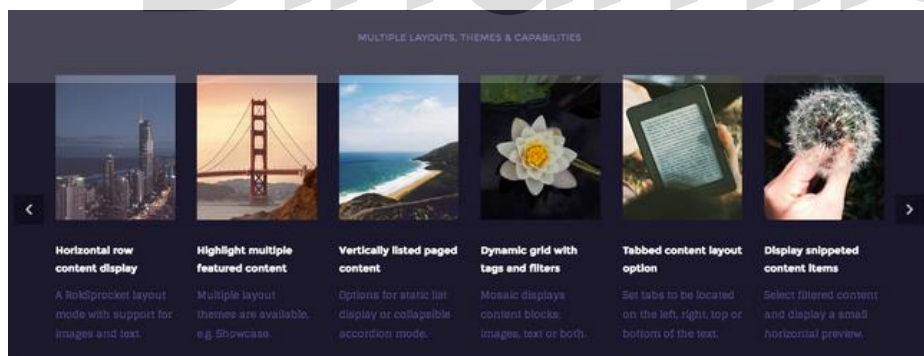 MULTIPLE LAYOUTS, THEMES & CAPABILITIES
Horizontal row
content display
A RokSprocket layout
mode with support for
images and text.
Highlight multiple
featured content
Multiple layout
themes are available,
e.g. Showcase.
Vertically listed paged
content
Options for static list
display or collapsible
accordion mode.
Dynamic grid with
tags and filters
Mosaic displays
content blocks;
images, text or both.
Tabbed content layout
option
Set tabs to be located
on the left, right, top or
bottom of the text.
Display snippeted
content items
Select filtered content
and display a small
horizontal preview.